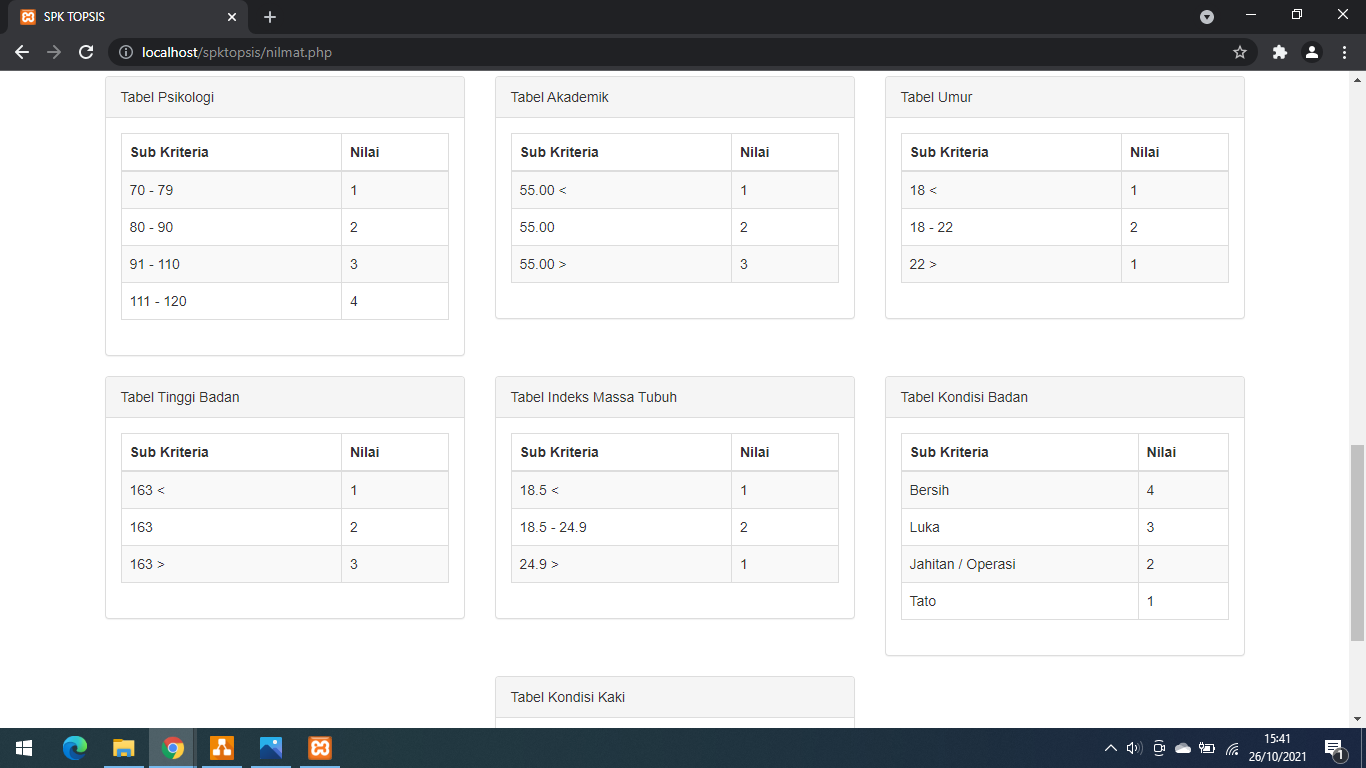 SPK TOPSIS
localhost/spktopsis/nilmat.php
Tabel Psikologi
Sub Kriteria Nilai
70 - 79 1
80 - 90 2
91 - 110 3
111 - 120 4
Tabel Akademik
Sub Kriteria Nilai
55.00 < 1
55.00 2
55.00 > 3
Tabel Umur
Sub Kriteria Nilai
18 < 1
18 - 22 2
22 > 1
Tabel Tinggi Badan
Sub Kriteria Nilai
163 < 1
163 2
163 > 3
Tabel Indeks Massa Tubuh
Sub Kriteria Nilai
18.5 < 1
18.5 - 24.9 2
24.9 > 1
Tabel Kondisi Badan
Sub Kriteria Nilai
Bersih 4
Luka 3
Jahitan / Operasi 2
Tato 1
Tabel Kondisi Kaki
15:41
26/10/2021
1